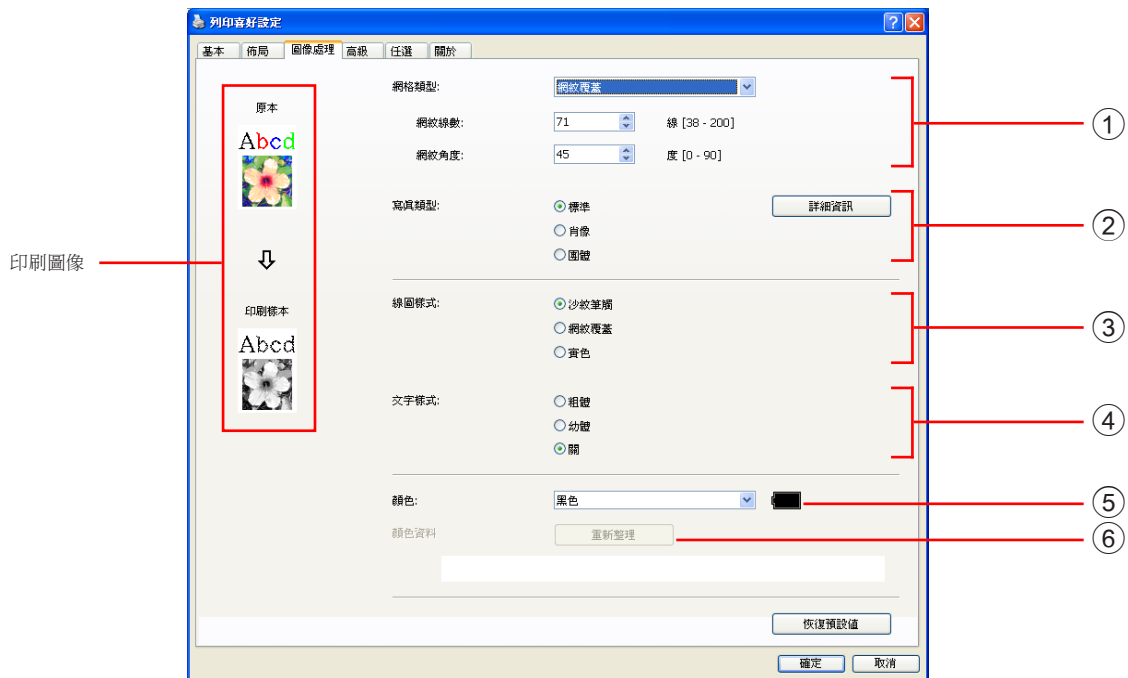 列印喜好設定
基本 佈局 圖像處理 高級 任選 關於
原本
Abcd
印刷樣本
Abcd
印刷圖像
網格類型: 網紋覆蓋
網紋線數: 71 線 [38 - 200]
網紋角度: 45 度 [0 - 90]
①
寫真類型: 標準 詳細資訊
肖像
團體
②
線圖樣式: 沙紋筆觸
網紋覆蓋
實色
③
文字樣式: 粗體
幼體
關
④
顏色: 黑色
⑤
顏色資料 重新整理
⑥
恢復預設值
確定 取消